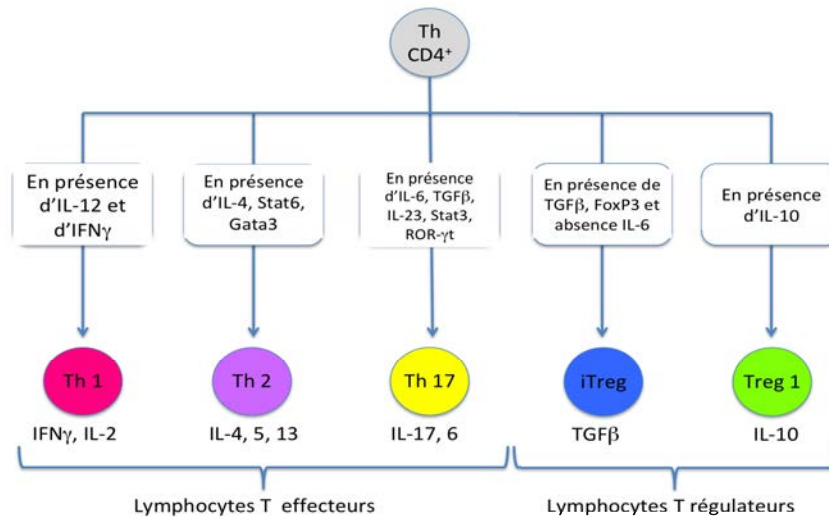 Th
CD4⁺
En présence
d'IL-12 et
d'IFNγ
En présence
d'IL-4, Stat6,
Gata3
En présence
d'IL-6, TGFβ,
IL-23, Stat3,
ROR-γt
En présence de
TGFβ, FoxP3 et
absence IL-6
En présence
d'IL-10
Th 1
Th 2
Th 17
iTreg
Treg 1
IFNγ, IL-2
IL-4, 5, 13
IL-17, 6
TGFβ
IL-10
Lymphocytes T effecteurs
Lymphocytes T régulateurs